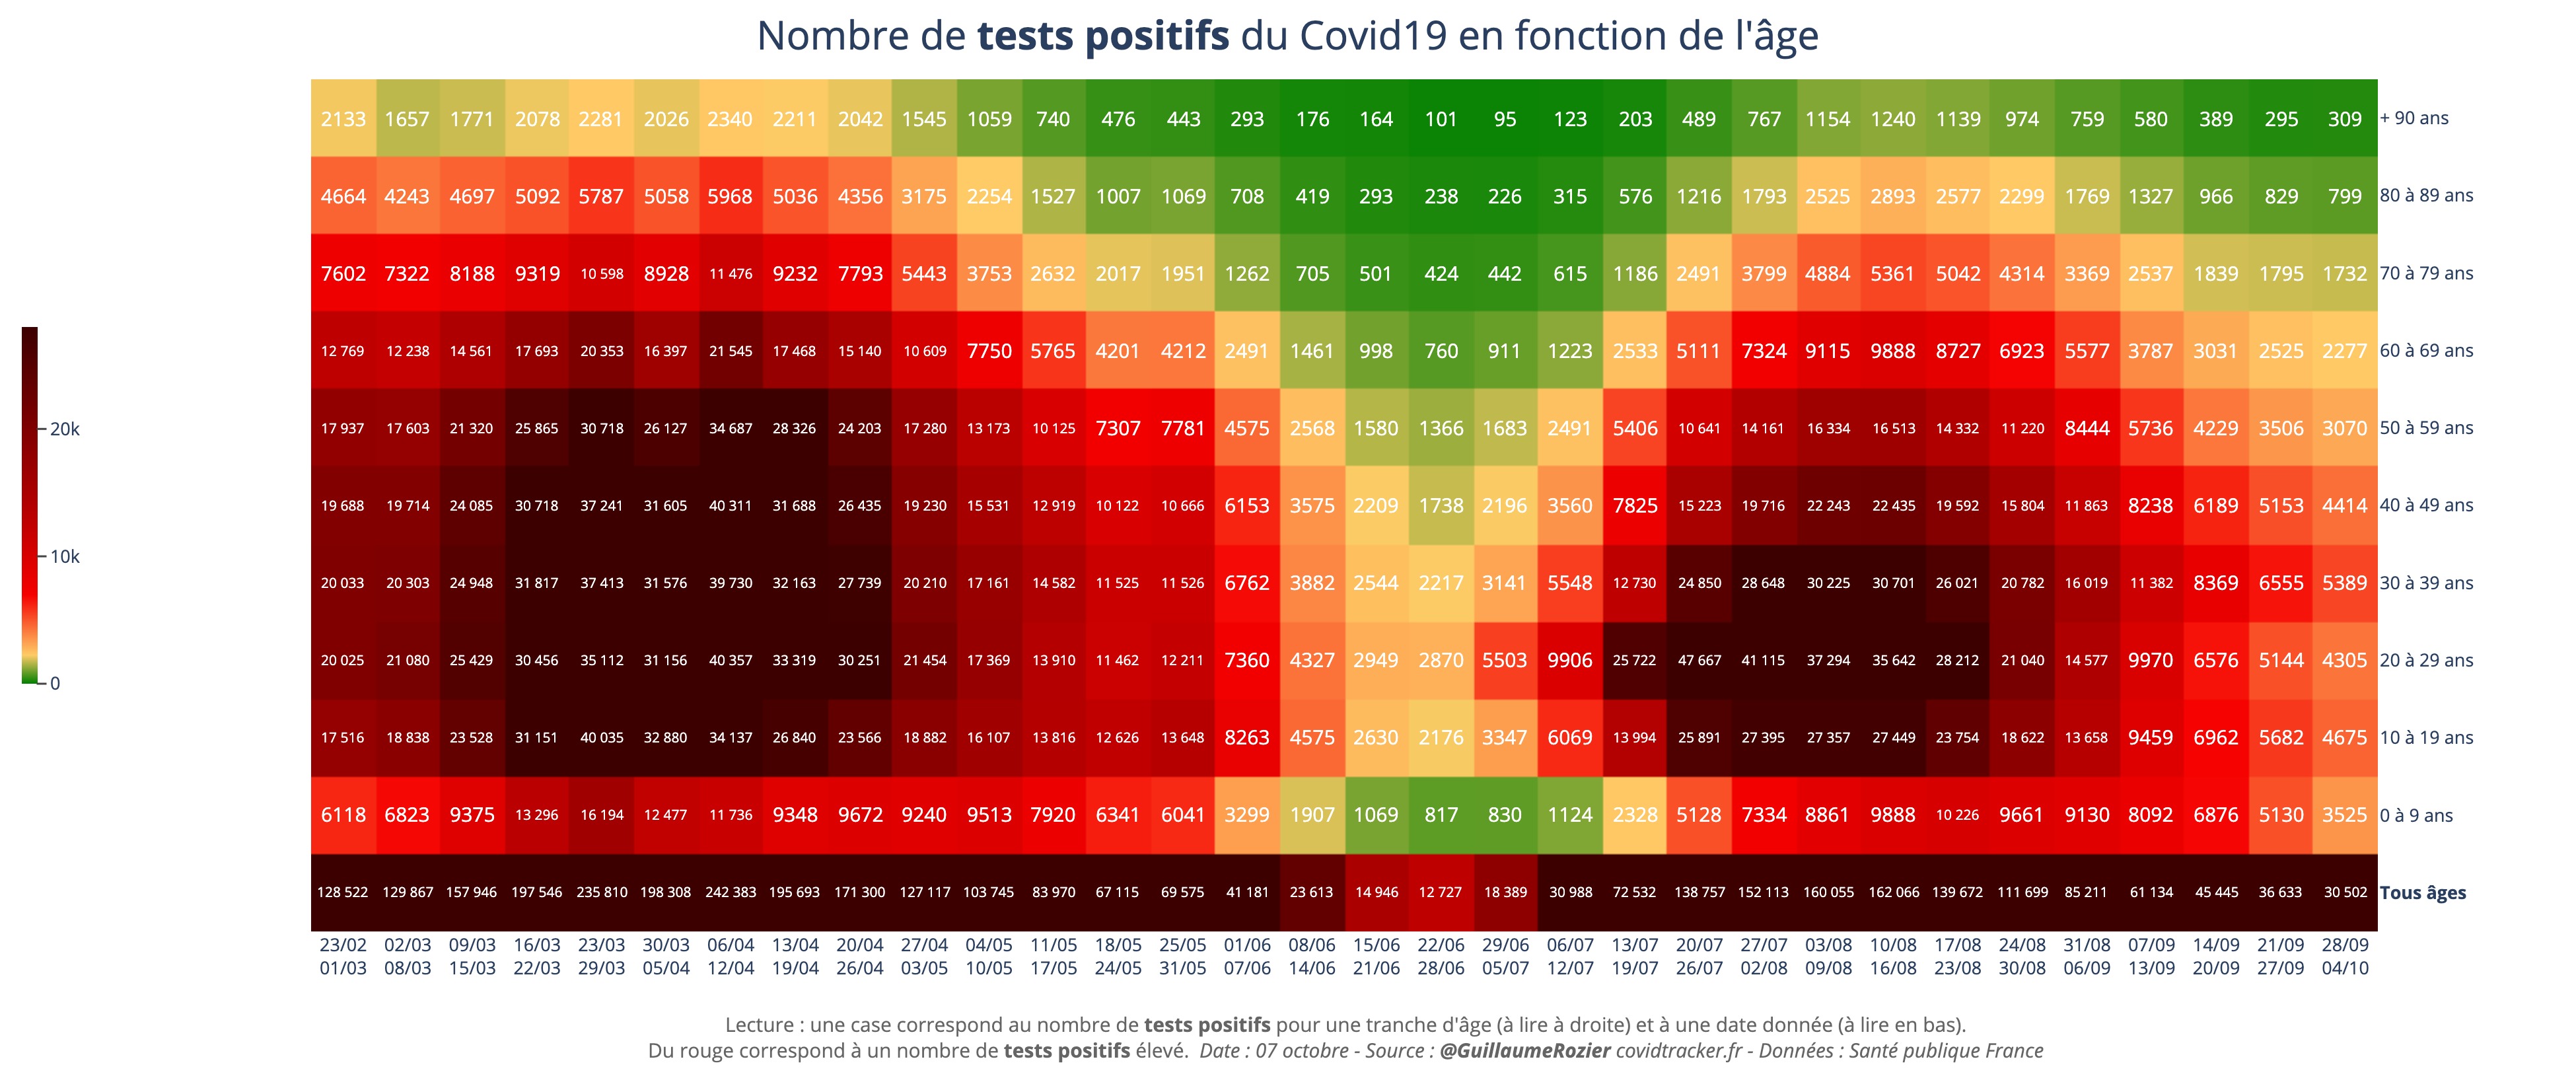 Nombre de tests positifs du Covid19 en fonction de l'âge
2133 1657 1771 2078 2281 2026 2340 2211 2042 1545 1059 740 476 443 293 176 164 101 95 123 203 489 767 1154 1240 1139 974 759 580 389 295 309 + 90 ans
4664 4243 4697 5092 5787 5058 5968 5036 4356 3175 2254 1527 1007 1069 708 419 293 238 226 315 576 1216 1793 2525 2893 2577 2299 1769 1327 966 829 799 80 à 89 ans
7602 7322 8188 9319 10 598 8928 11 476 9232 7793 5443 3753 2632 2017 1951 1262 705 501 424 442 615 1186 2491 3799 4884 5361 5042 4314 3369 2537 1839 1795 1732 70 à 79 ans
12 769 12 238 14 561 17 693 20 353 16 397 21 545 17 468 15 140 10 609 7750 5765 4201 4212 2491 1461 998 760 911 1223 2533 5111 7324 9115 9888 8727 6923 5577 3787 3031 2525 2277 60 à 69 ans
17 937 17 603 21 320 25 865 30 718 26 127 34 687 28 326 24 203 17 280 13 173 10 125 7307 7781 4575 2568 1580 1366 1683 2491 5406 10 641 14 161 16 334 16 513 14 332 11 220 8444 5736 4229 3506 3070 50 à 59 ans
19 688 19 714 24 085 30 718 37 241 31 605 40 311 31 688 26 435 19 230 15 531 12 919 10 122 10 666 6153 3575 2209 1738 2196 3560 7825 15 223 19 716 22 243 22 435 19 592 15 804 11 863 8238 6189 5153 4414 40 à 49 ans
20 033 20 303 24 948 31 817 37 413 31 576 39 730 32 163 27 739 20 210 17 161 14 582 11 525 11 526 6762 3882 2544 2217 3141 5548 12 730 24 850 28 648 30 225 30 701 26 021 20 782 16 019 11 382 8369 6555 5389 30 à 39 ans
20 025 21 080 25 429 30 456 35 112 31 156 40 357 33 319 30 251 21 454 17 369 13 910 11 462 12 211 7360 4327 2949 2870 5503 9906 25 722 47 667 41 115 37 294 35 642 28 212 21 040 14 577 9970 6576 5144 4305 20 à 29 ans
17 516 18 838 23 528 31 151 40 035 32 880 34 137 26 840 23 566 18 882 16 107 13 816 12 626 13 648 8263 4575 2630 2176 3347 6069 13 994 25 891 27 395 27 357 27 449 23 754 18 622 13 658 9459 6962 5682 4675 10 à 19 ans
6118 6823 9375 13 296 16 194 12 477 11 736 9348 9672 9240 9513 7920 6341 6041 3299 1907 1069 817 830 1124 2328 5128 7334 8861 9888 10 226 9661 9130 8092 6876 5130 3525 0 à 9 ans
128 522 129 867 157 946 197 546 235 810 198 308 242 383 195 693 171 300 127 117 103 745 83 970 67 115 69 575 41 181 23 613 14 946 12 727 18 389 30 988 72 532 138 757 152 113 160 055 162 066 139 672 111 699 85 211 61 134 45 445 36 633 30 502 Tous âges
23/02 02/03 09/03 16/03 23/03 30/03 06/04 13/04 20/04 27/04 04/05 11/05 18/05 25/05 01/06 08/06 15/06 22/06 29/06 06/07 13/07 20/07 27/07 03/08 10/08 17/08 24/08 31/08 07/09 14/09 21/09 28/09
01/03 08/03 15/03 22/03 29/03 05/04 12/04 19/04 26/04 03/05 10/05 17/05 24/05 31/05 07/06 14/06 21/06 28/06 05/07 12/07 19/07 26/07 02/08 09/08 16/08 23/08 30/08 06/09 13/09 20/09 27/09 04/10
20k
10k
0
Lecture : une case correspond au nombre de tests positifs pour une tranche d'âge (à lire à droite) et à une date donnée (à lire en bas).
Du rouge correspond à un nombre de tests positifs élevé. Date : 07 octobre - Source : @GuillaumeRozier covidtracker.fr - Données : Santé publique France